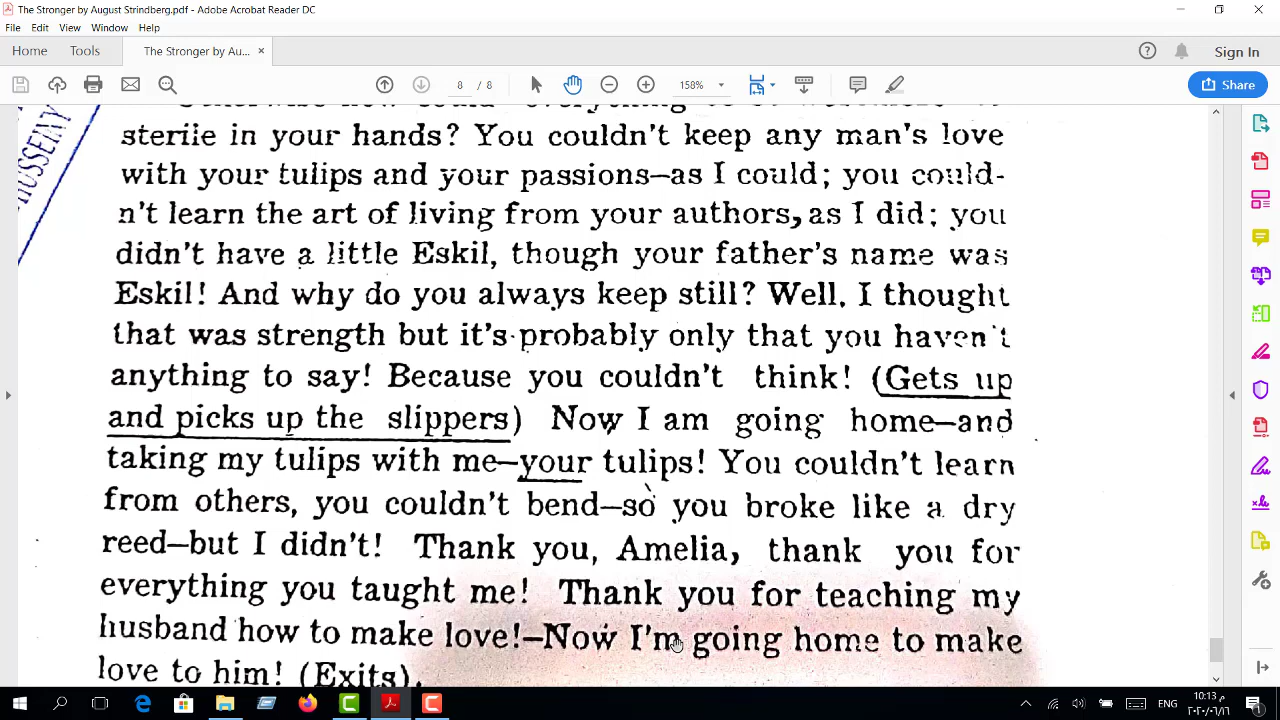 The Stronger by August Strindberg.pdf - Adobe Acrobat Reader DC
File Edit View Window Help
Home Tools The Stronger by Au... × Sign In
8 / 8 158% Share
HUSSEINY
sterile in your hands? You couldn't keep any man's love
with your tulips and your passions—as I could; you could-
n't learn the art of living from your authors, as I did; you
didn't have a little Eskil, though your father's name was
Eskil! And why do you always keep still? Well, I thought
that was strength but it's probably only that you haven't
anything to say! Because you couldn't think! (Gets up
and picks up the slippers) Now I am going home—and
taking my tulips with me—your tulips! You couldn't learn
from others, you couldn't bend—so you broke like a dry
reed—but I didn't! Thank you, Amelia, thank you for
everything you taught me! Thank you for teaching my
husband how to make love!—Now I'm going home to make
love to him! (Exits).
ENG
١٠:١٣ م